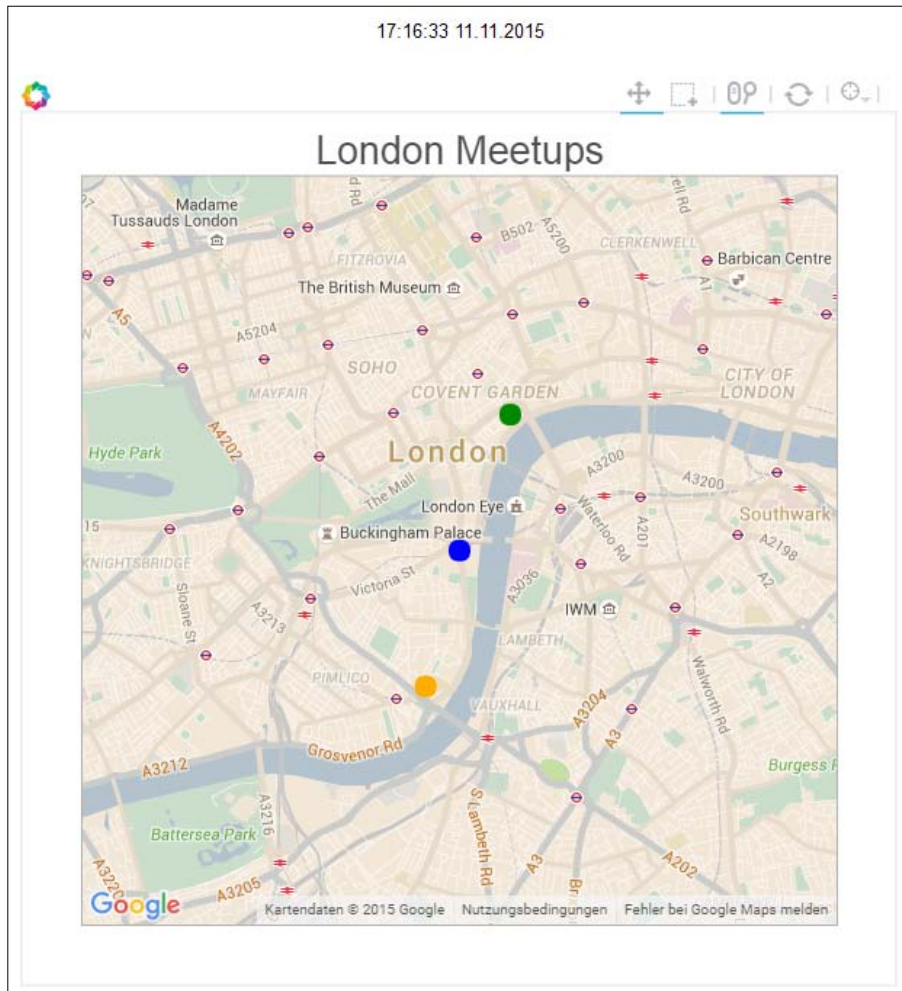 17:16:33 11.11.2015
London Meetups
Madame
Tussauds London
B502
A5200
CLERKENWELL
FITZROVIA
Barbican Centre
The British Museum
A1
A5
A5204
SOHO
MAYFAIR
COVENT GARDEN
CITY OF
LONDON
A4202
Hyde Park
London
The Mall
A3200
A3200
London Eye
Waterloo Rd
A201
Southwark
15
Buckingham Palace
A2198
KNIGHTSBRIDGE
Victoria St
A3036
A2
Sloane St
A3213
IWM
LAMBETH
PIMLICO
Walworth Rd
VAUXHALL
A3204
A3
Grosvenor Rd
A3212
Burgess
A3216
S Lambeth Rd
Battersea Park
A3
A202
A3220
A3205
Google
Kartendaten © 2015 Google Nutzungsbedingungen Fehler bei Google Maps melden